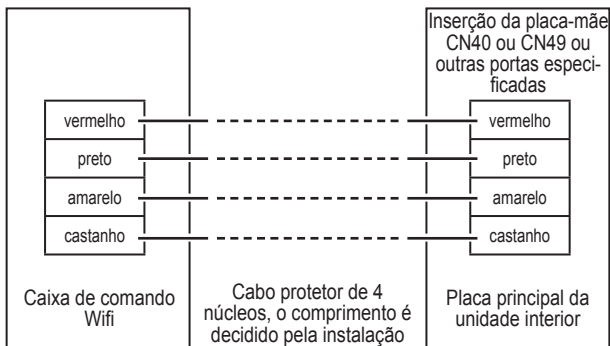 Inserção da placa-mãe
CN40 ou CN49 ou
outras portas especi-
ficadas
vermelho
vermelho
preto
preto
amarelo
amarelo
castanho
castanho
Caixa de comando
Wifi
Cabo protetor de 4
núcleos, o comprimento é
decidido pela instalação
Placa principal da
unidade interior